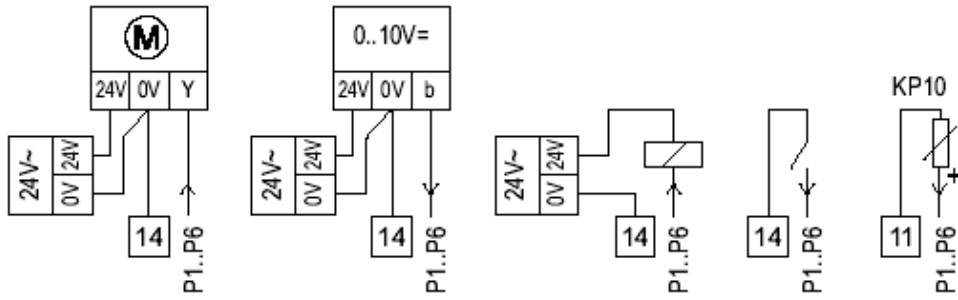 M
24V 0V Y
24V~ 24V 0V
14 P1..P6
0..10V=
24V 0V b
24V~ 24V 0V
14 P1..P6
24V~ 24V 0V
14 P1..P6
14 P1..P6
KP10
+
11 P1..P6